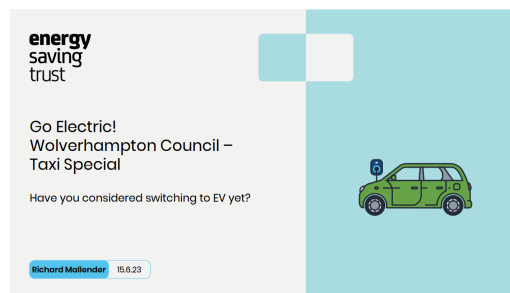 energy
saving
trust
Go Electric!
Wolverhampton Council –
Taxi Special
Have you considered switching to EV yet?
Richard Mallender 15.6.23